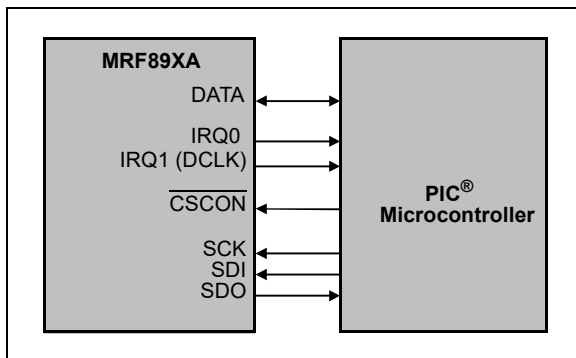 MRF89XA
DATA
IRQ0
IRQ1 (DCLK)
CSCON
SCK
SDI
SDO
PIC®
Microcontroller